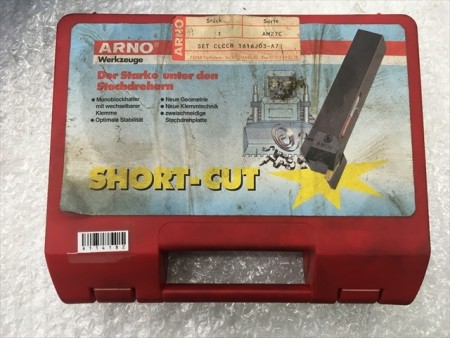 ARNO®
Werkzeuge
ARNO
Stück
Sorte
1
AM27C
SET CLCCR 1616J03-A7
Der Starke unter den
Stechdrehern
• Monoblockhalter
mit wechselbarer
Klemme
• Optimale Stabilität
• Neue Geometrie
• Neue Klemmtechnik
• zweischneidige
Stechdrehplatte
SHORT-CUT